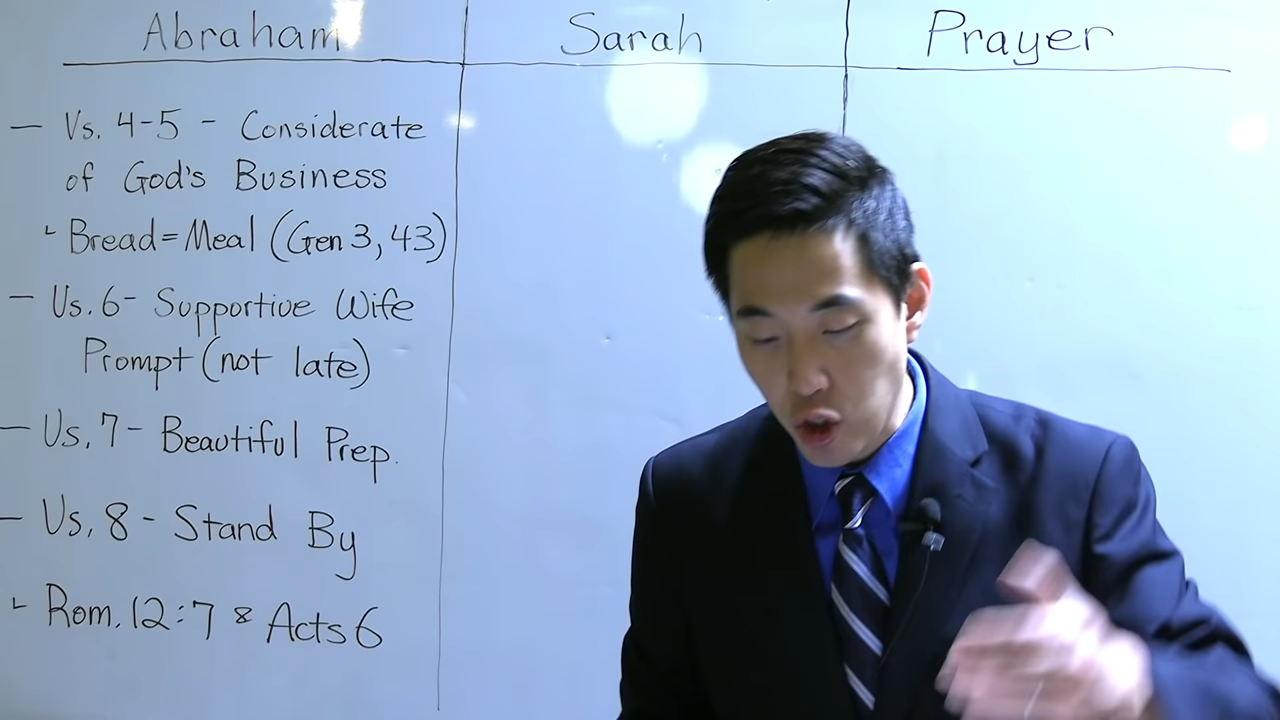 Abraham
Sarah
Prayer
— Vs. 4-5 - Considerate
of God's Business
└ Bread=Meal (Gen 3, 43)
— Vs. 6- Supportive Wife
Prompt (not late)
— Vs. 7- Beautiful Prep.
— Vs. 8 - Stand By
└ Rom. 12:7 & Acts 6